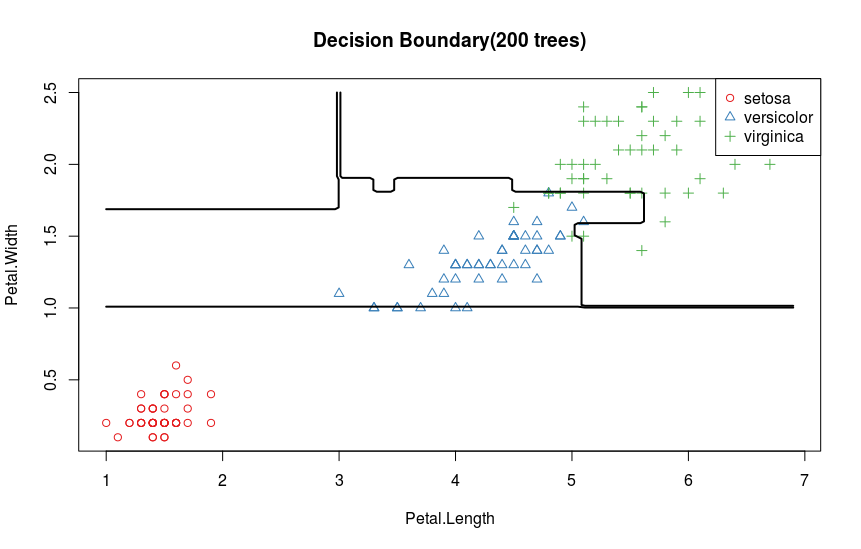 Decision Boundary(200 trees)
setosa
versicolor
virginica
Petal.Width
2.5
2.0
1.5
1.0
0.5
1 2 3 4 5 6 7
Petal.Length